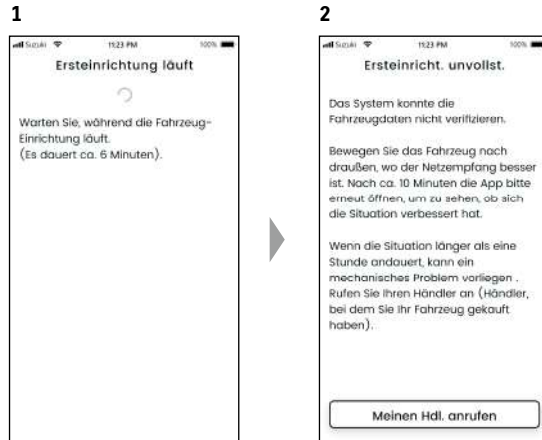 1
Suzuki 11:23 PM 100%
Ersteinrichtung läuft
Warten Sie, während die Fahrzeug-
Einrichtung läuft.
(Es dauert ca. 6 Minuten).
2
Suzuki 11:23 PM 100%
Ersteinricht. unvollst.
Das System konnte die
Fahrzeugdaten nicht verifizieren.
Bewegen Sie das Fahrzeug nach
draußen, wo der Netzempfang besser
ist. Nach ca. 10 Minuten die App bitte
erneut öffnen, um zu sehen, ob sich
die Situation verbessert hat.
Wenn die Situation länger als eine
Stunde andauert, kann ein
mechanisches Problem vorliegen .
Rufen Sie Ihren Händler an (Händler,
bei dem Sie Ihr Fahrzeug gekauft
haben).
Meinen Hdl. anrufen